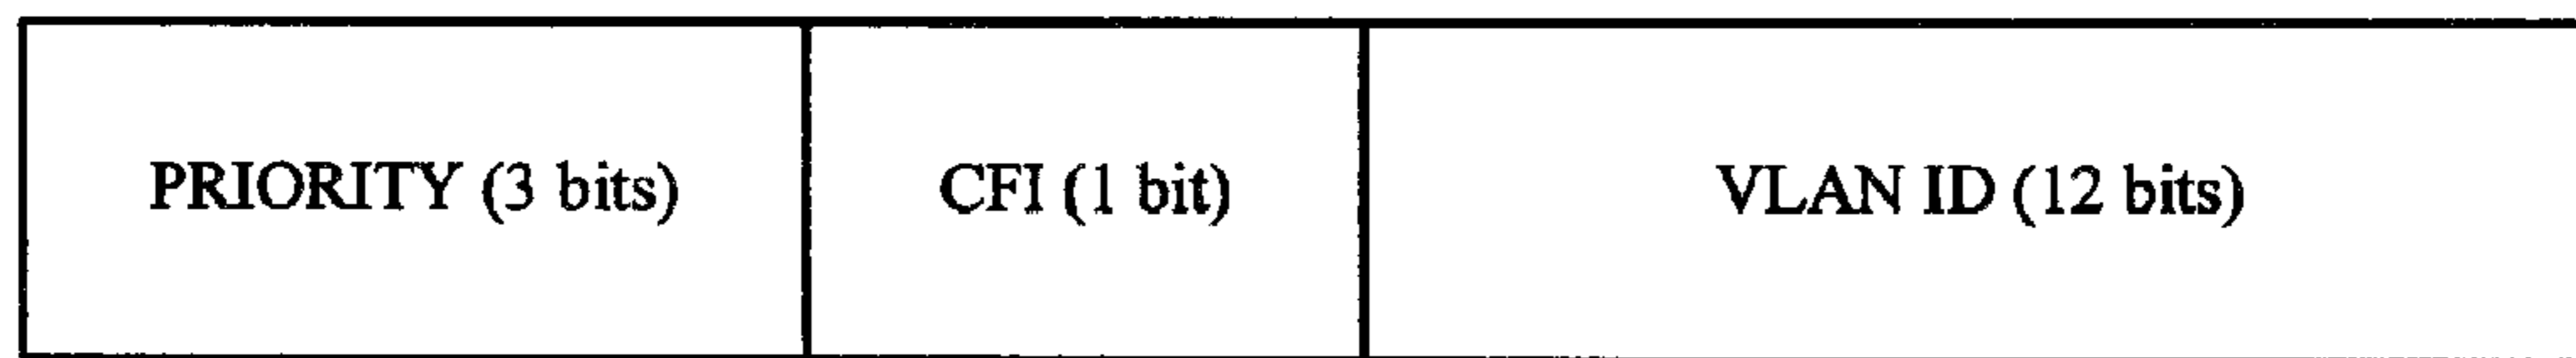 PRIORITY (3 bits) CFI (1 bit) VLAN ID (12 bits)